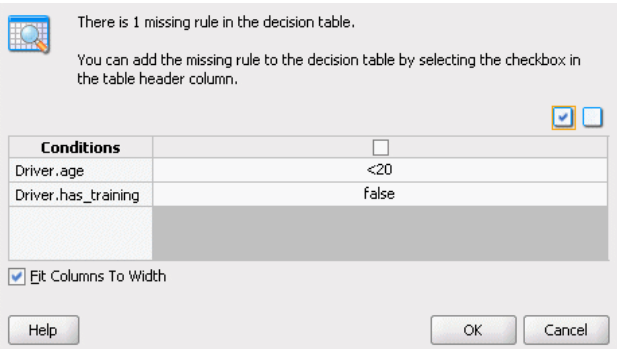 There is 1 missing rule in the decision table.
You can add the missing rule to the decision table by selecting the checkbox in
the table header column.
Conditions
Driver.age <20
Driver.has_training false
Fit Columns To Width
Help OK Cancel